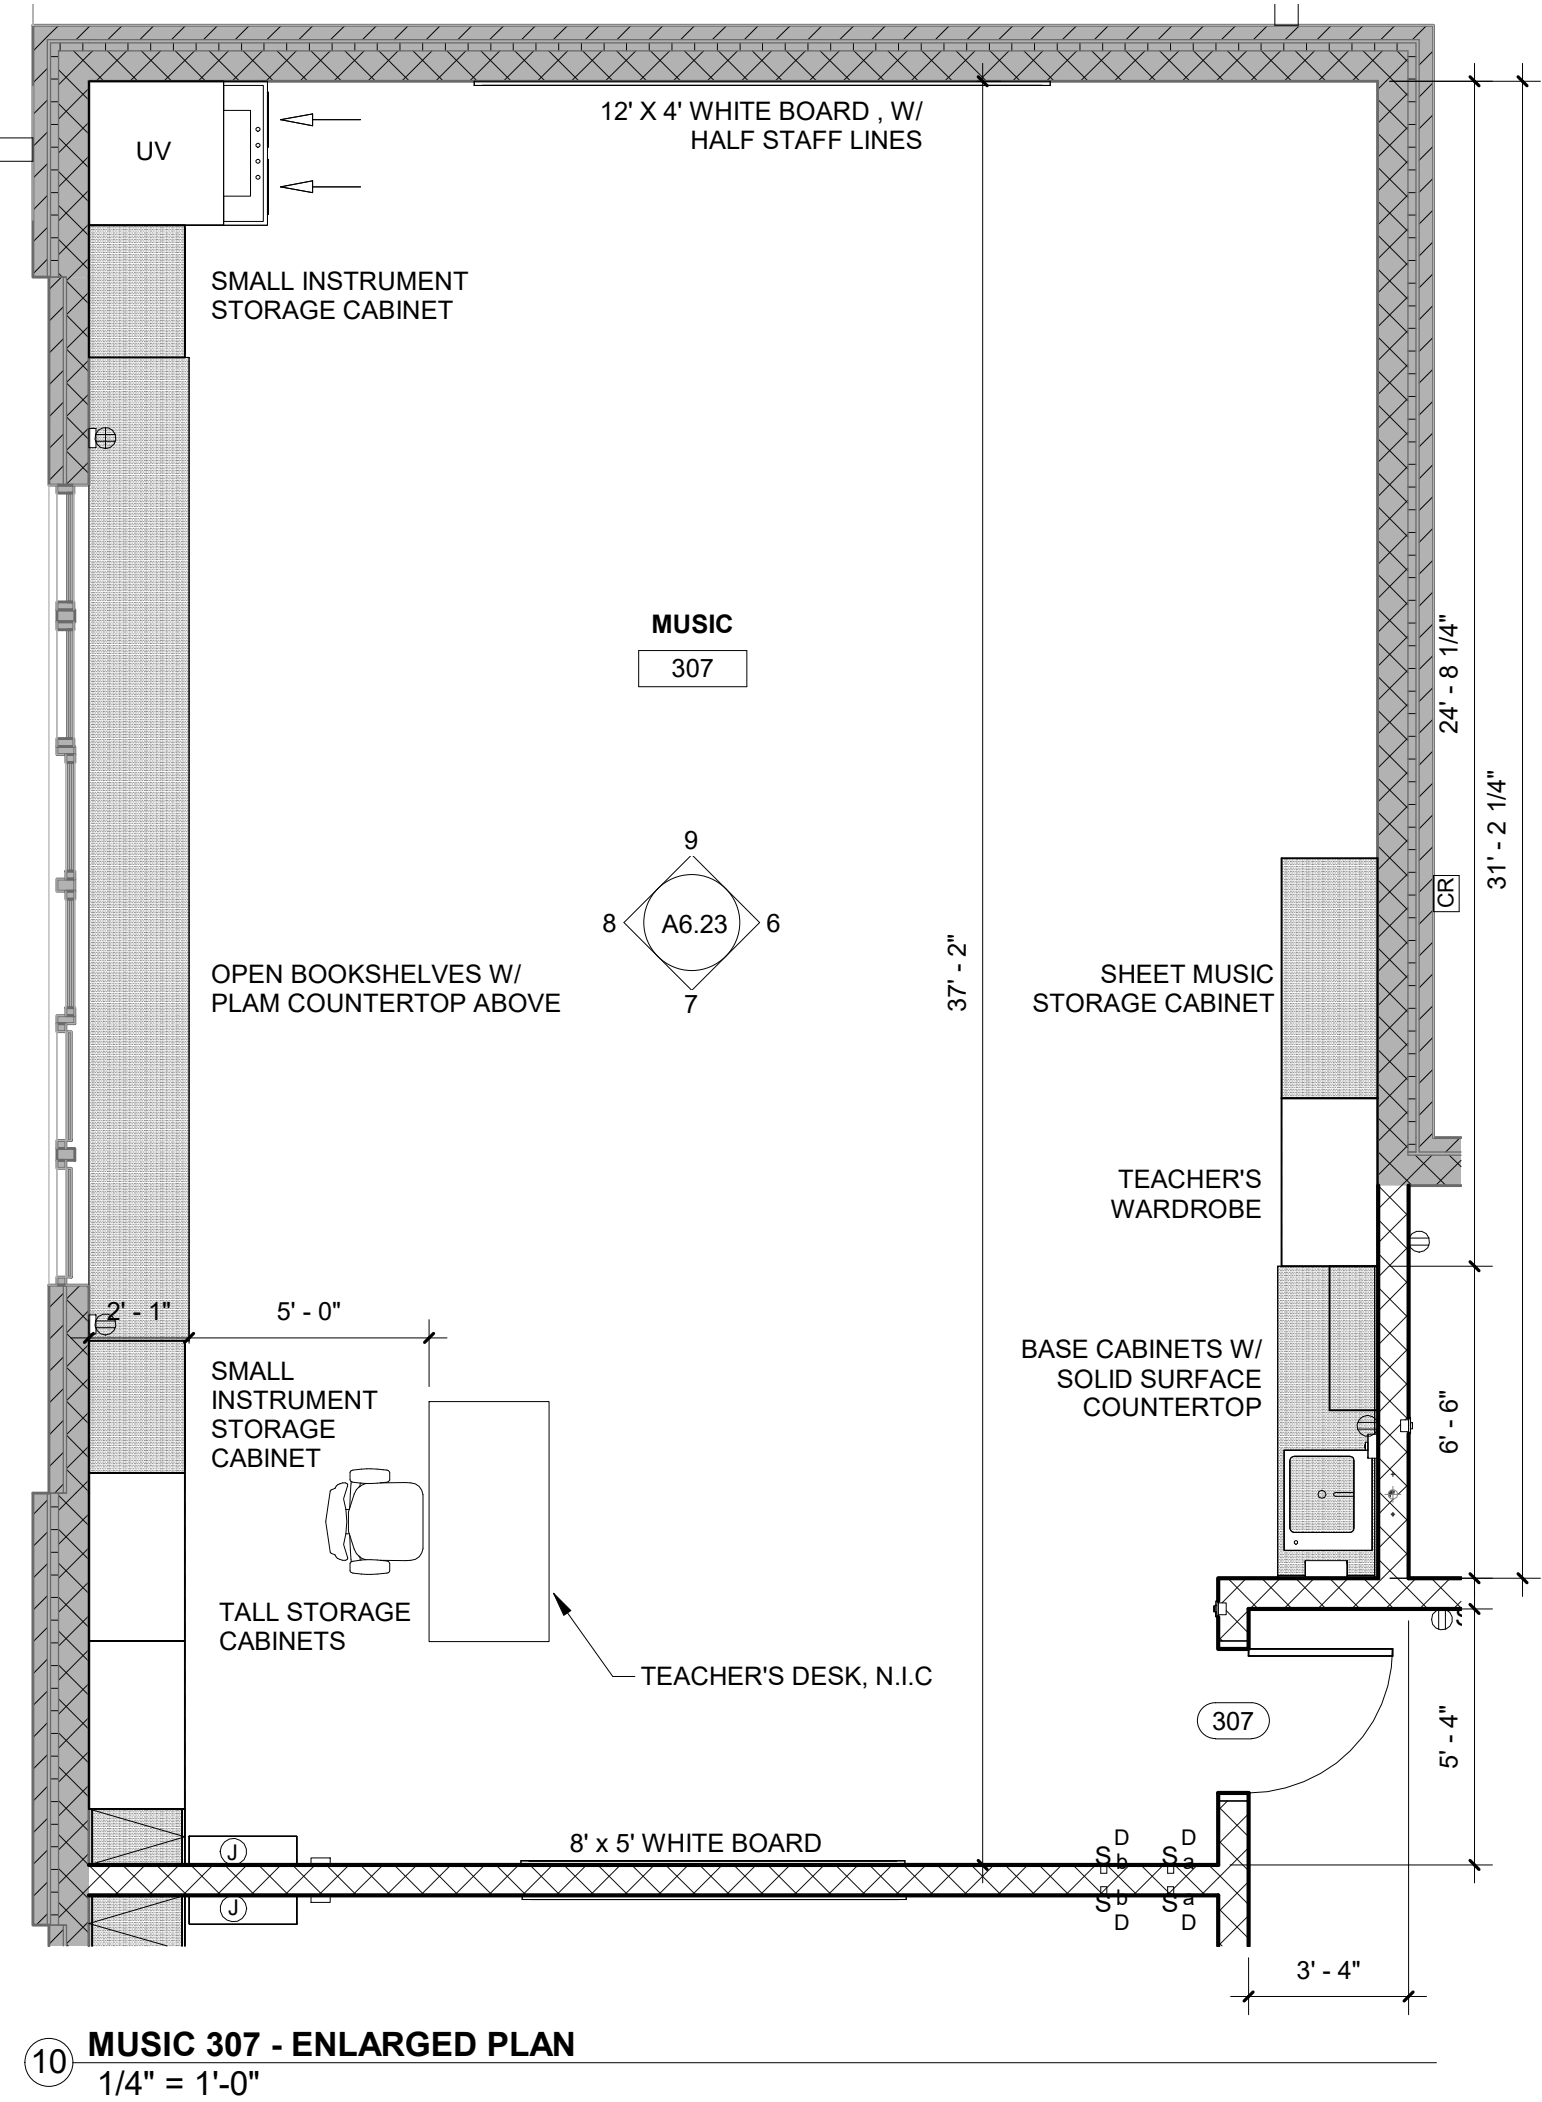 12' X 4' WHITE BOARD , W/
HALF STAFF LINES
UV
SMALL INSTRUMENT
STORAGE CABINET
MUSIC
307
24' - 8 1/4"
31' - 2 1/4"
9
8
A6.23
6
7
CR
37' - 2"
OPEN BOOKSHELVES W/
PLAM COUNTERTOP ABOVE
SHEET MUSIC
STORAGE CABINET
TEACHER'S
WARDROBE
2' - 1"
5' - 0"
BASE CABINETS W/
SOLID SURFACE
COUNTERTOP
6' - 6"
SMALL
INSTRUMENT
STORAGE
CABINET
TALL STORAGE
CABINETS
TEACHER'S DESK, N.I.C
307
5' - 4"
8' x 5' WHITE BOARD
J
D
D
S b
S a
J
S b
S a
D
D
3' - 4"
10
MUSIC 307 - ENLARGED PLAN
1/4" = 1'-0"